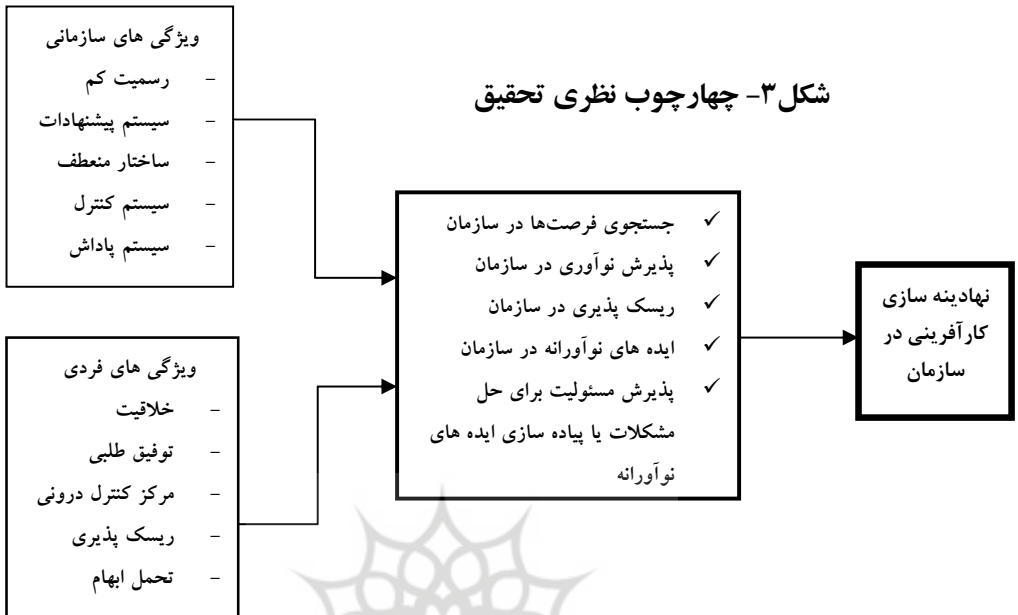 شکل۳- چهارچوب نظری تحقیق
ویژگی های سازمانی
- رسمیت کم
- سیستم پیشنهادات
- ساختار منعطف
- سیستم کنترل
- سیستم پاداش
ویژگی های فردی
- خلاقیت
- توفیق طلبی
- مرکز کنترل درونی
- ریسک پذیری
- تحمل ابهام
✓ جستجوی فرصت‌ها در سازمان
✓ پذیرش نوآوری در سازمان
✓ ریسک پذیری در سازمان
✓ ایده های نوآورانه در سازمان
✓ پذیرش مسئولیت برای حل
مشکلات یا پیاده سازی ایده های
نوآورانه
نهادینه سازی
کارآفرینی در
سازمان